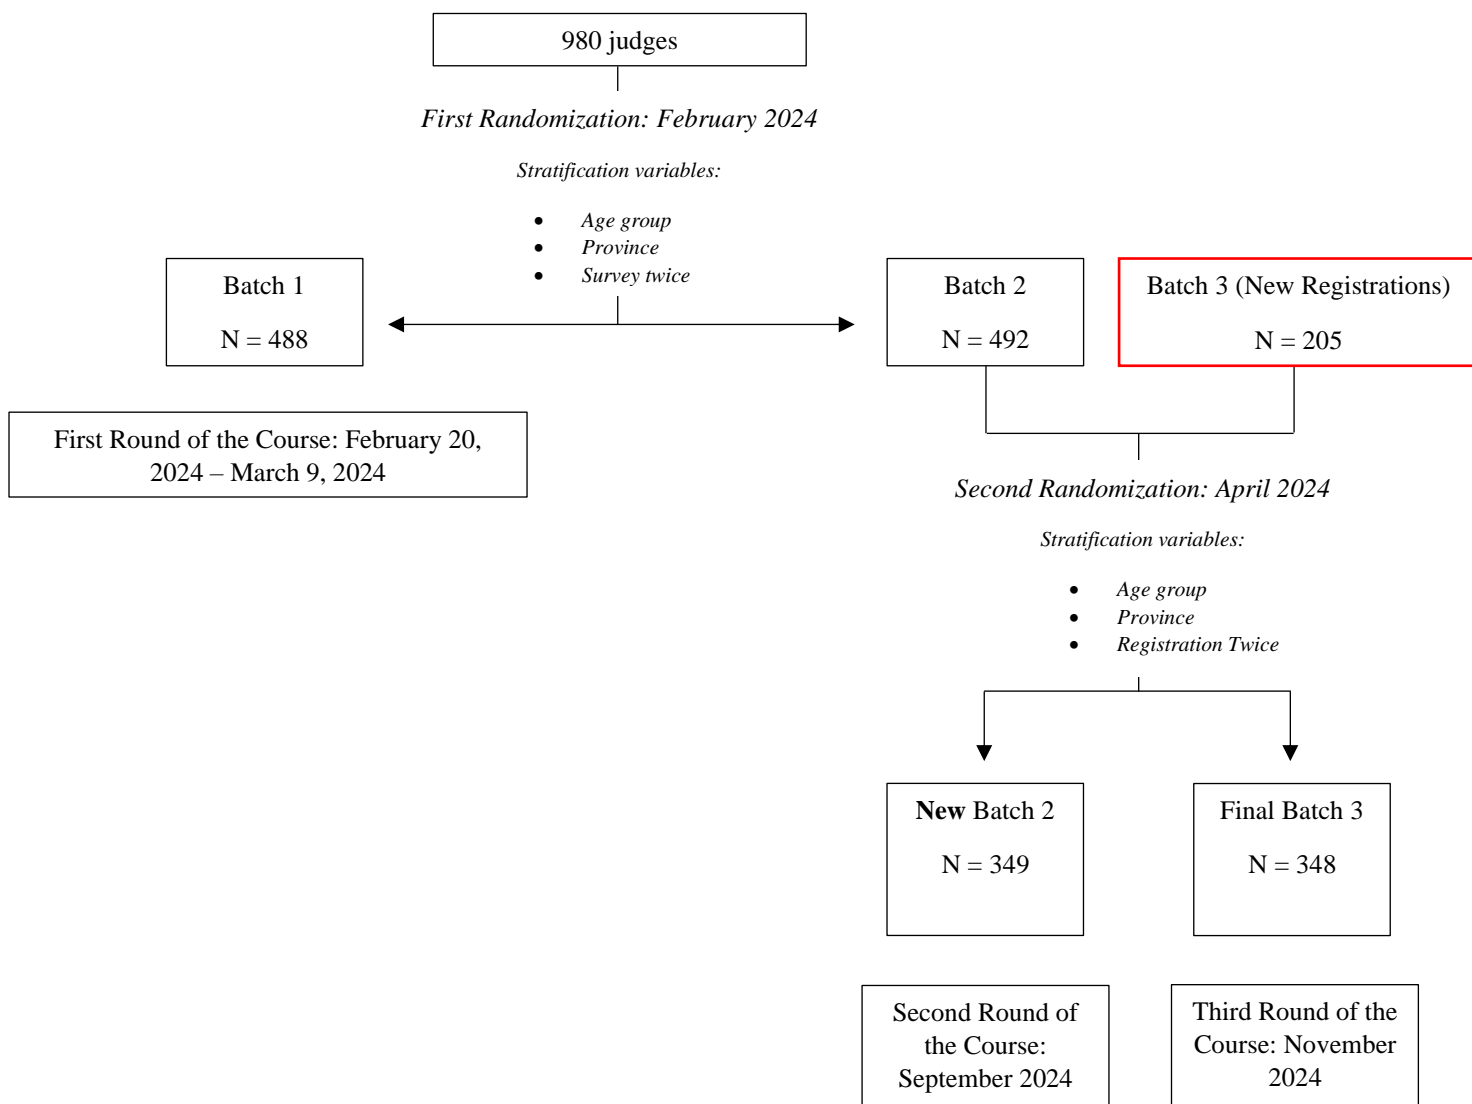 980 judges
First Randomization: February 2024
Stratification variables:
• Age group
• Province
• Survey twice
Batch 1
N = 488
Batch 2
N = 492
Batch 3 (New Registrations)
N = 205
First Round of the Course: February 20,
2024 – March 9, 2024
Second Randomization: April 2024
Stratification variables:
• Age group
• Province
• Registration Twice
New Batch 2
N = 349
Final Batch 3
N = 348
Second Round of
the Course:
September 2024
Third Round of the
Course: November
2024